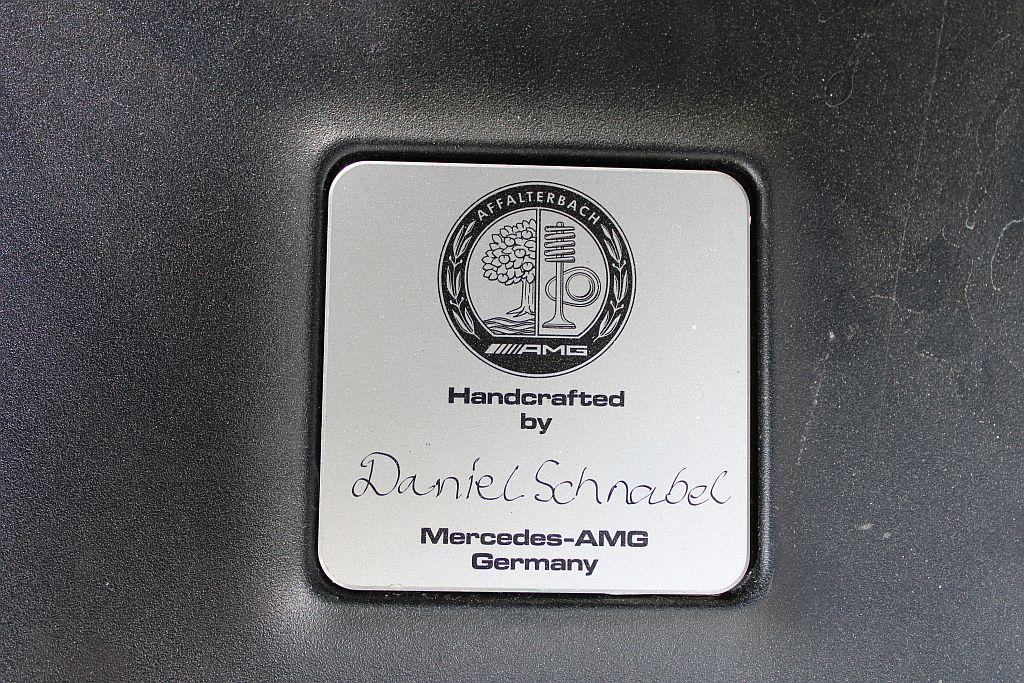 AFFALTERBACH
AMG
Handcrafted
by
Daniel Schnabel
Mercedes-AMG
Germany